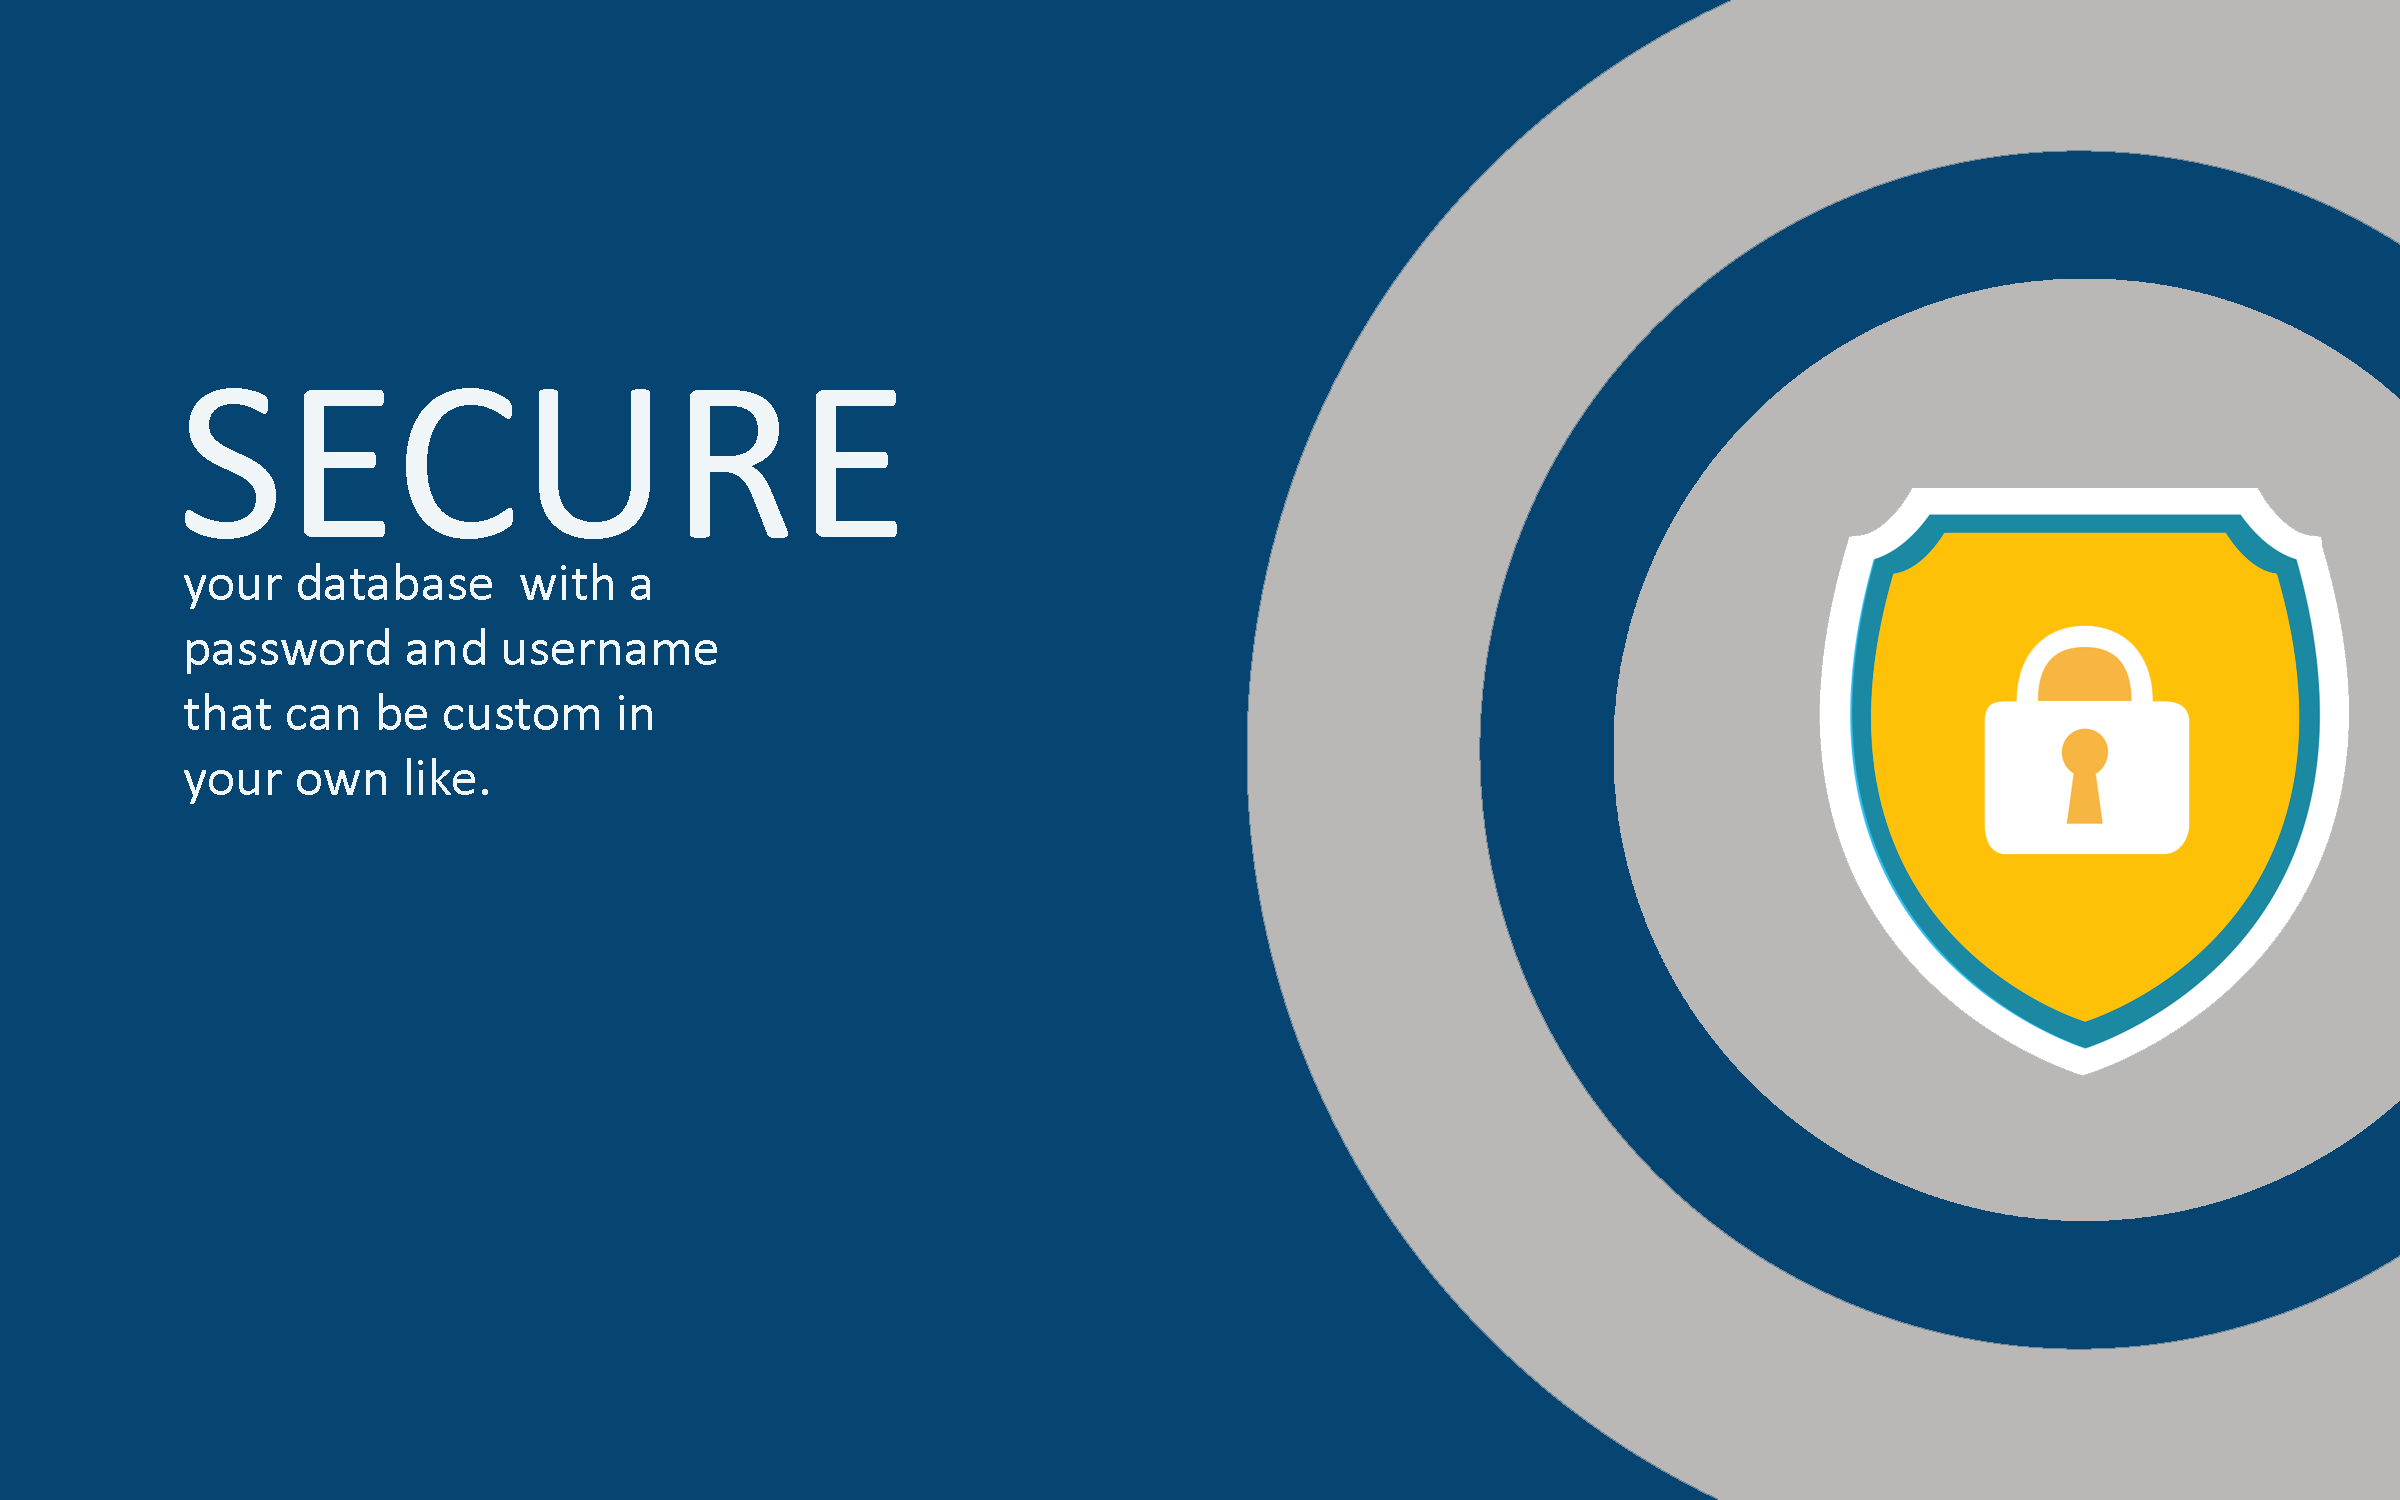 SECURE
your database  with a
password and username
that can be custom in
your own like.